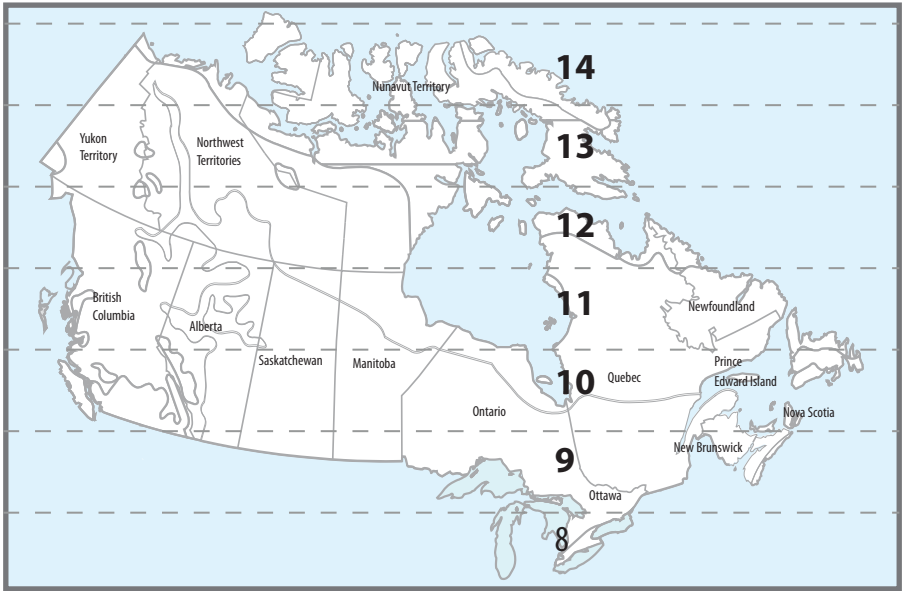 14
Nunavut Territory
13
Yukon
Territory
Northwest
Territories
12
11
British
Columbia
Newfoundland
Alberta
Saskatchewan
Manitoba
Prince
Edward Island
10
Quebec
Ontario
Nova Scotia
New Brunswick
9
Ottawa
8